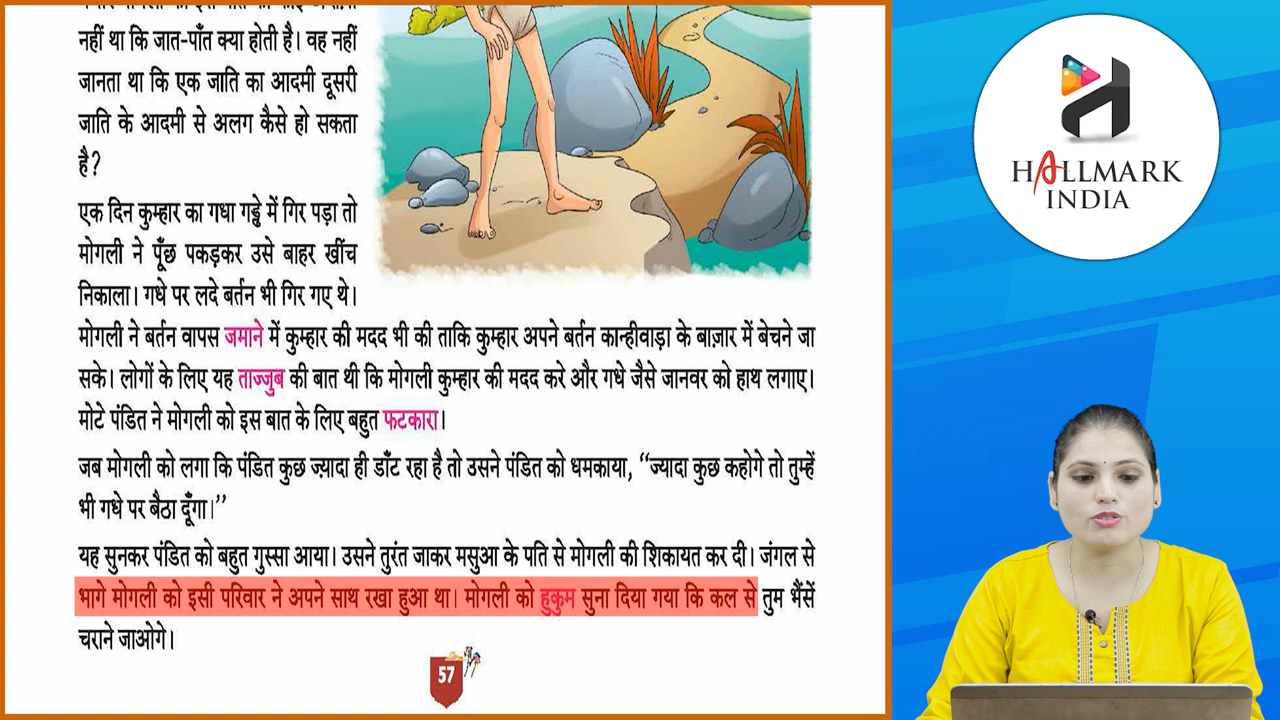 नहीं था कि जात-पाँत क्या होती है। वह नहीं
जानता था कि एक जाति का आदमी दूसरी
जाति के आदमी से अलग कैसे हो सकता
है?
एक दिन कुम्हार का गधा गड्ढे में गिर पड़ा तो
मोगली ने पूँछ पकड़कर उसे बाहर खींच
निकाला। गधे पर लदे बर्तन भी गिर गए थे।
मोगली ने बर्तन वापस जमाने में कुम्हार की मदद भी की ताकि कुम्हार अपने बर्तन कान्हीवाड़ा के बाज़ार में बेचने जा
सके। लोगों के लिए यह ताज्जुब की बात थी कि मोगली कुम्हार की मदद करे और गधे जैसे जानवर को हाथ लगाए।
मोटे पंडित ने मोगली को इस बात के लिए बहुत फटकारा।
जब मोगली को लगा कि पंडित कुछ ज़्यादा ही डाँट रहा है तो उसने पंडित को धमकाया, “ज्यादा कुछ कहोगे तो तुम्हें
भी गधे पर बैठा दूँगा।”
यह सुनकर पंडित को बहुत गुस्सा आया। उसने तुरंत जाकर मसुआ के पति से मोगली की शिकायत कर दी। जंगल से
भागे मोगली को इसी परिवार ने अपने साथ रखा हुआ था। मोगली को हुकुम सुना दिया गया कि कल से तुम भैंसें
चराने जाओगे।
57
HALLMARK
INDIA